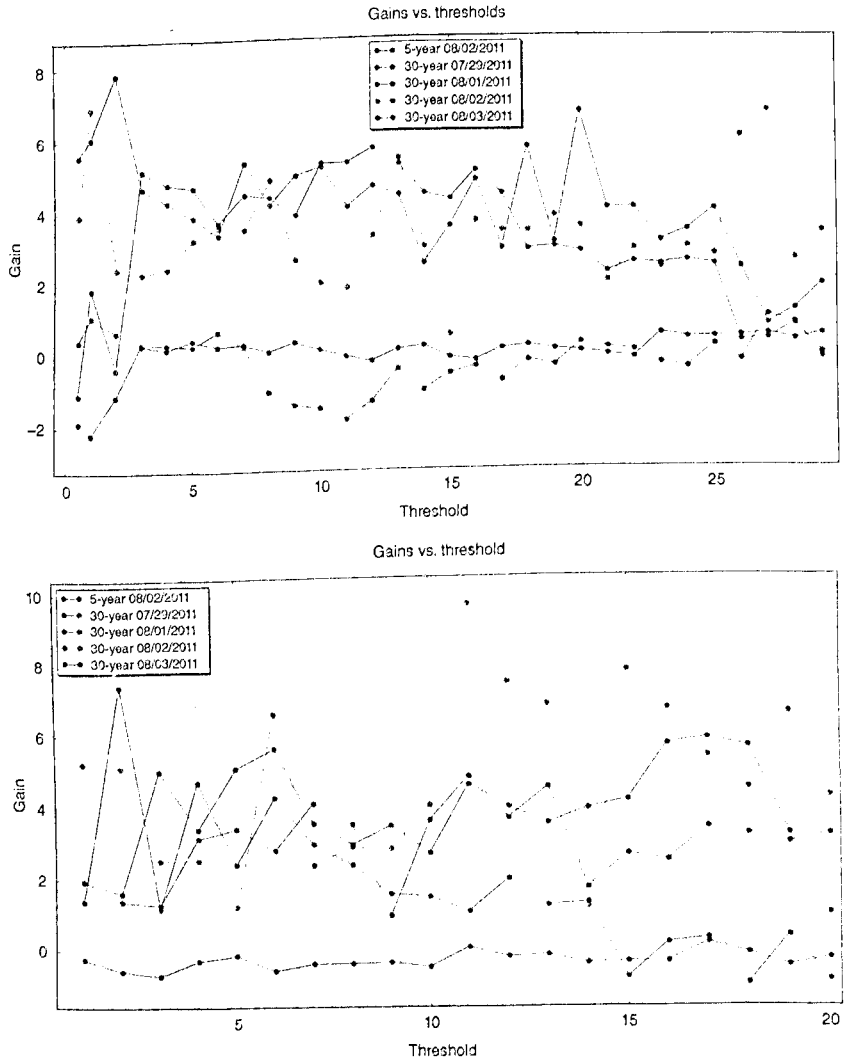 Gains vs. thresholds
5-year 08/02/2011
30-year 07/29/2011
30-year 08/01/2011
30-year 08/02/2011
30-year 08/03/2011
8
6
4
2
0
−2
Gain
0 5 10 15 20 25
Threshold
Gains vs. threshold
5-year 08/02/2011
30-year 07/29/2011
30-year 08/01/2011
30-year 08/02/2011
30-year 08/03/2011
10
8
6
4
2
0
Gain
5 10 15 20
Threshold